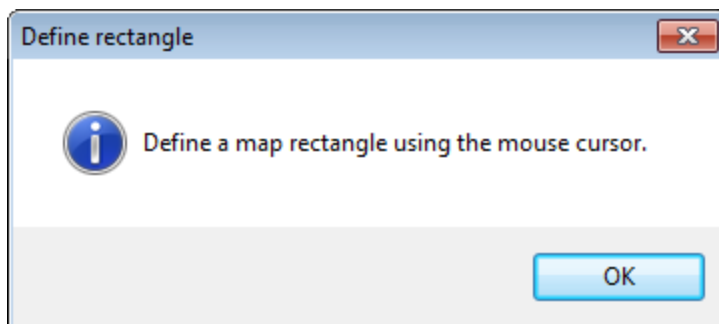 Define rectangle
Define a map rectangle using the mouse cursor.
OK